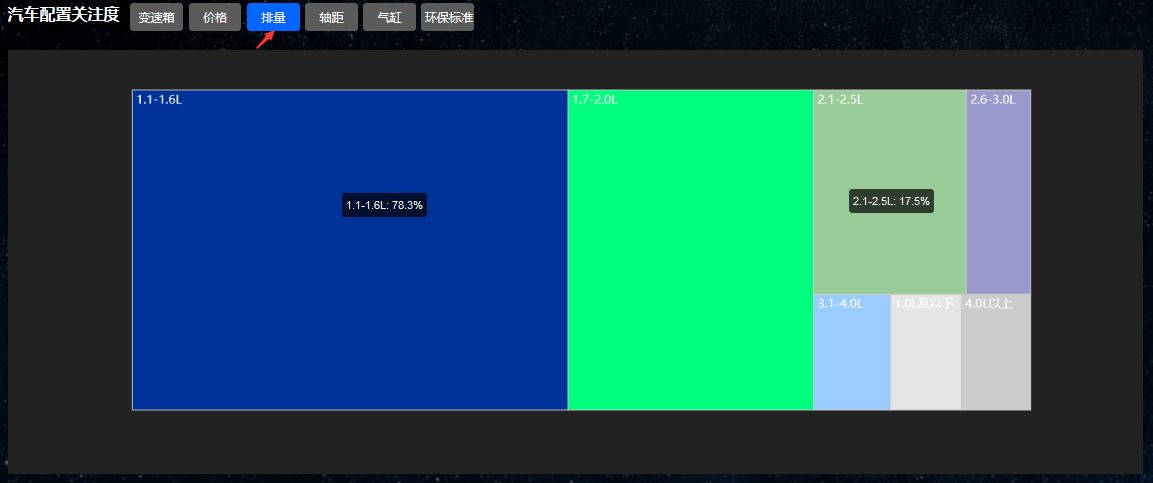 汽车配置关注度
变速箱
价格
排量
轴距
气缸
环保标准
1.1-1.6L
1.7-2.0L
2.1-2.5L
2.6-3.0L
1.1-1.6L: 78.3%
2.1-2.5L: 17.5%
3.1-4.0L
1.0L及以下
4.0L以上